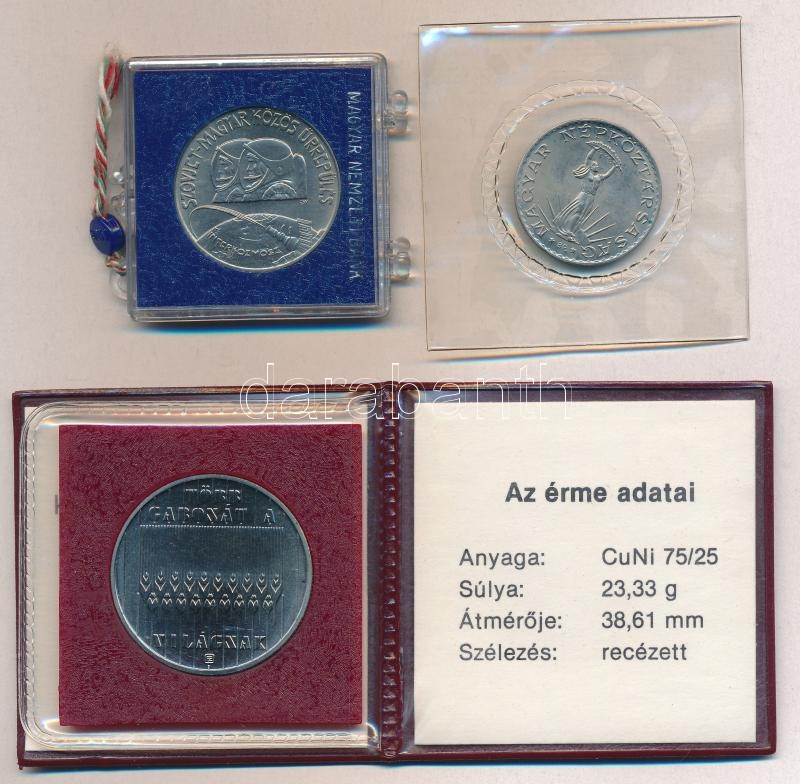 SZOVJET-MAGYAR KÖZÖS ŰRREPÜLÉS
INTERKOZMOSZ
MAGYAR NEMZETI BANK
MAGYAR NÉPKÖZTÁRSASÁG
darabanth
TÖBB
GABONÁT A
VILÁGNAK
Az érme adatai
Anyaga: CuNi 75/25
Súlya: 23,33 g
Átmérője: 38,61 mm
Szélezés: recézett